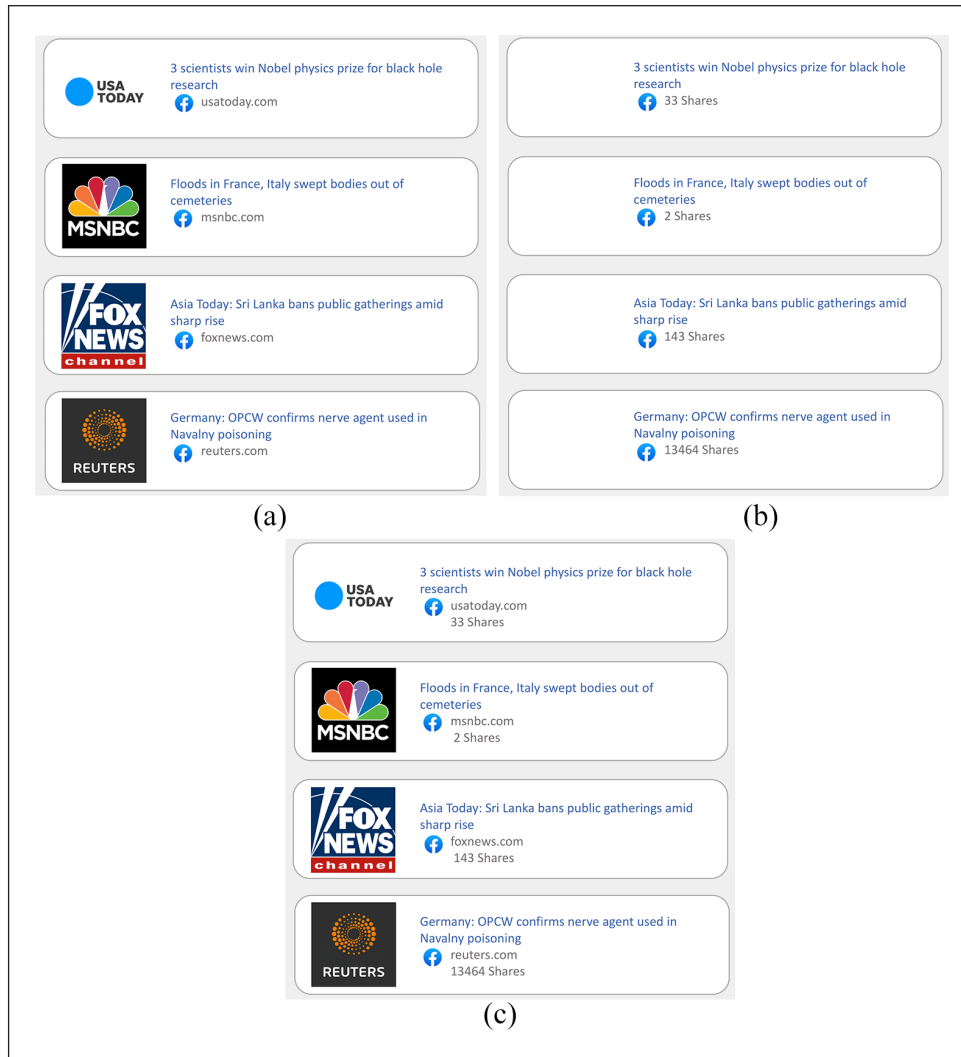 USA
TODAY
3 scientists win Nobel physics prize for black hole
research
usatoday.com
MSNBC
Floods in France, Italy swept bodies out of
cemeteries
msnbc.com
FOX
NEWS
channel
Asia Today: Sri Lanka bans public gatherings amid
sharp rise
foxnews.com
REUTERS
Germany: OPCW confirms nerve agent used in
Navalny poisoning
reuters.com
(a)
3 scientists win Nobel physics prize for black hole
research
33 Shares
Floods in France, Italy swept bodies out of
cemeteries
2 Shares
Asia Today: Sri Lanka bans public gatherings amid
sharp rise
143 Shares
Germany: OPCW confirms nerve agent used in
Navalny poisoning
13464 Shares
(b)
USA
TODAY
3 scientists win Nobel physics prize for black hole
research
usatoday.com
33 Shares
MSNBC
Floods in France, Italy swept bodies out of
cemeteries
msnbc.com
2 Shares
FOX
NEWS
channel
Asia Today: Sri Lanka bans public gatherings amid
sharp rise
foxnews.com
143 Shares
REUTERS
Germany: OPCW confirms nerve agent used in
Navalny poisoning
reuters.com
13464 Shares
(c)